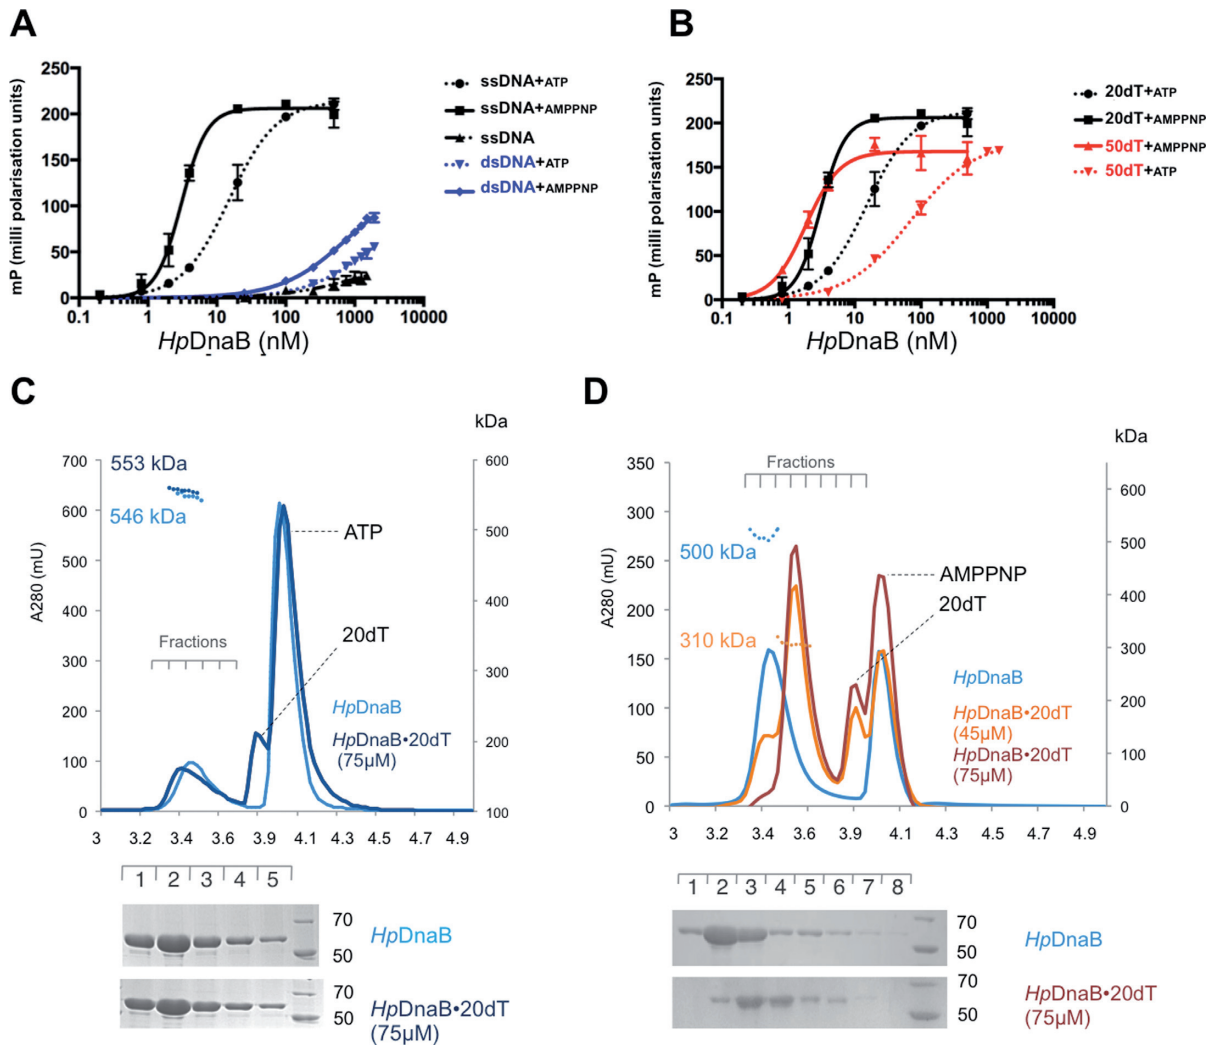 A
mP (milli polarisation units)
250
200
150
100
50
0
0.1 1 10 100 1000 10000
HpDnaB (nM)
ssDNA+ATP
ssDNA+AMPPNP
ssDNA
dsDNA+ATP
dsDNA+AMPPNP
B
mP (milli polarisation units)
250
200
150
100
50
0
0.1 1 10 100 1000 10000
HpDnaB (nM)
20dT+ATP
20dT+AMPPNP
50dT+AMPPNP
50dT+ATP
C
kDa
A280 (mU)
700
600
500
400
300
200
100
0
600
500
400
300
200
100
553 kDa
546 kDa
ATP
20dT
Fractions
HpDnaB
HpDnaB•20dT
(75µM)
3 3.2 3.4 3.6 3.9 4.1 4.3 4.5 4.7 4.9
1 2 3 4 5
70
50
HpDnaB
70
50
HpDnaB•20dT
(75µM)
D
kDa
A280 (mU)
350
300
250
200
150
100
50
0
600
500
400
300
200
100
0
Fractions
500 kDa
310 kDa
AMPPNP
20dT
HpDnaB
HpDnaB•20dT
(45µM)
HpDnaB•20dT
(75µM)
3 3.2 3.4 3.6 3.9 4.1 4.3 4.5 4.7 4.9
1 2 3 4 5 6 7 8
70
50
HpDnaB
70
50
HpDnaB•20dT
(75µM)